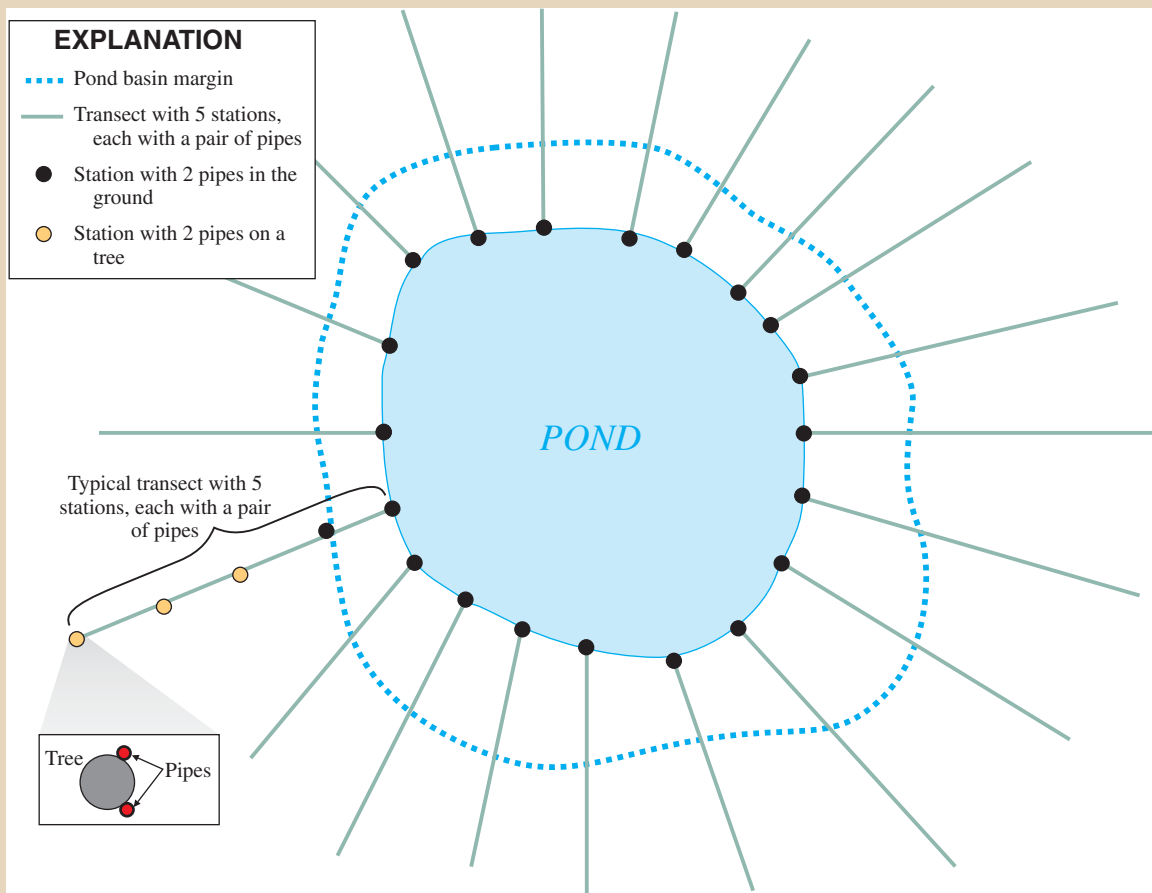 EXPLANATION
Pond basin margin
Transect with 5 stations,
each with a pair of pipes
Station with 2 pipes in the
ground
Station with 2 pipes on a
tree
POND
Typical transect with 5
stations, each with a pair
of pipes
Tree
Pipes